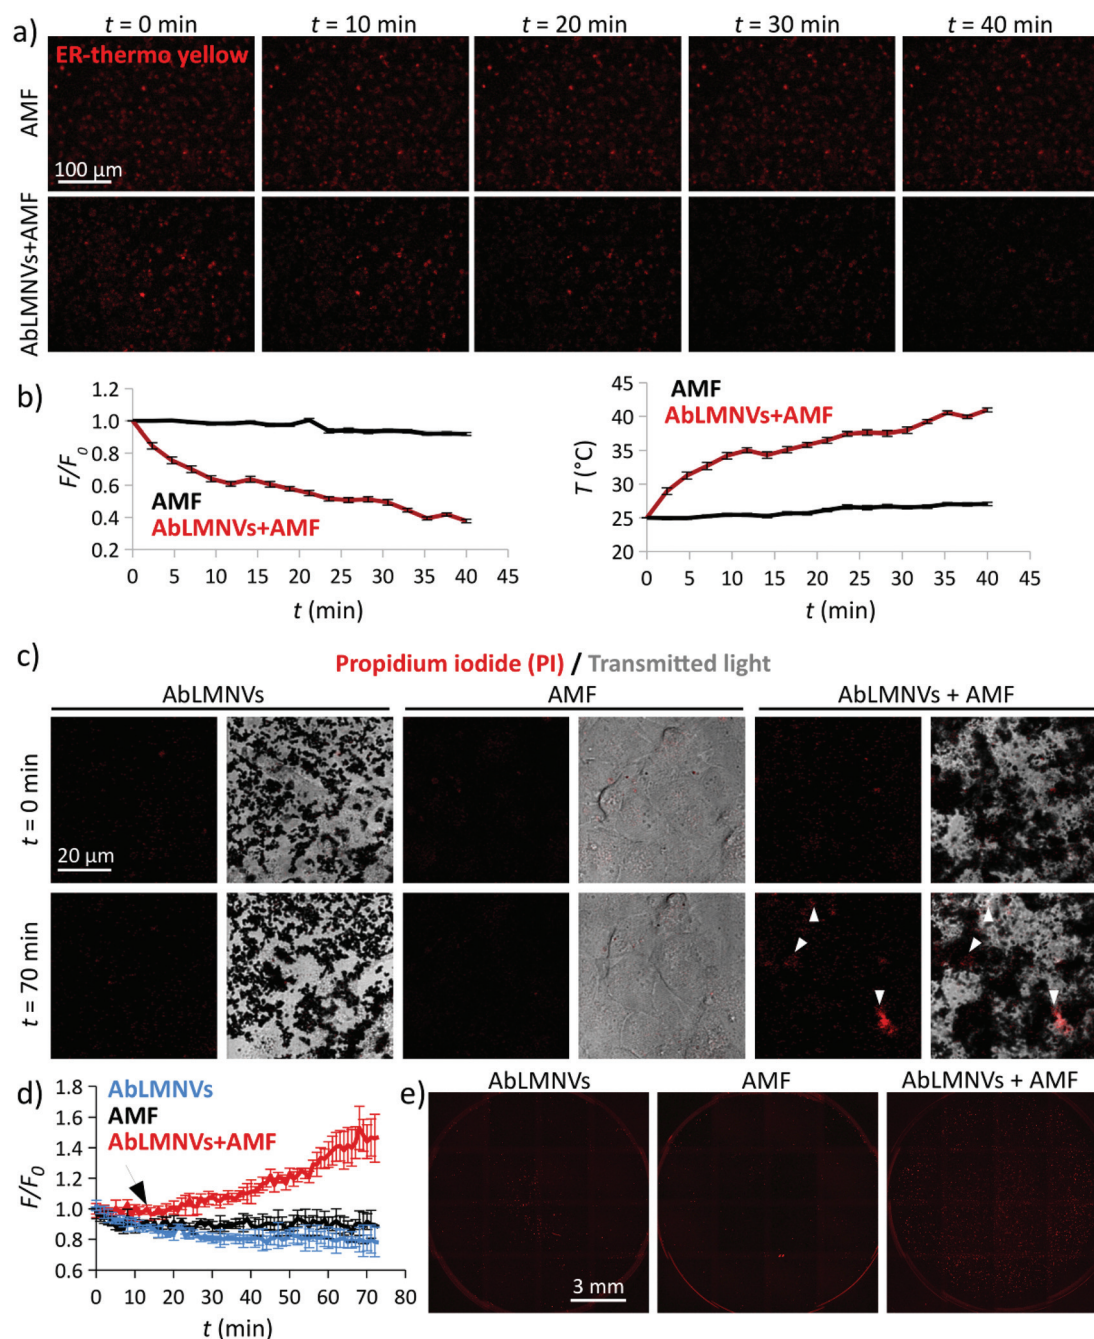 a)
t = 0 min t = 10 min t = 20 min t = 30 min t = 40 min
ER-thermo yellow
AMF
100 µm
AbLMNVs+AMF
b)
F/F0
1.2
1.0
0.8
0.6
0.4
0.2
AMF
AbLMNVs+AMF
0 5 10 15 20 25 30 35 40 45
t (min)
T (°C)
45
40
35
30
25
20
AMF
AbLMNVs+AMF
0 5 10 15 20 25 30 35 40 45
t (min)
c)
Propidium iodide (PI) / Transmitted light
AbLMNVs AMF AbLMNVs + AMF
t = 0 min
20 µm
t = 70 min
d)
F/F0
1.8
1.6
1.4
1.2
1.0
0.8
0.6
AbLMNVs
AMF
AbLMNVs+AMF
0 10 20 30 40 50 60 70 80
t (min)
e)
AbLMNVs AMF AbLMNVs + AMF
3 mm